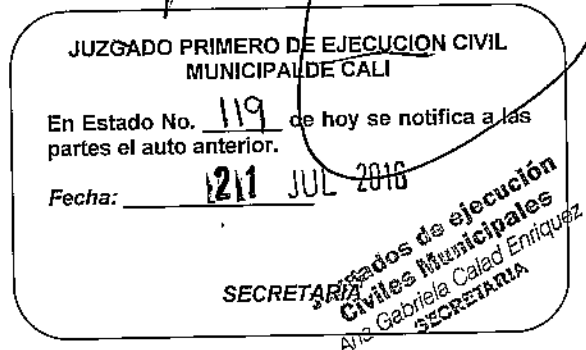 JUZGADO PRIMERO DE EJECUCION CIVIL
MUNICIPAL DE CALI
En Estado No. 119 de hoy se notifica a las
partes el auto anterior.
Fecha: 21 JUL 2016
SECRETARIA
Juzgados de ejecución
Civiles Municipales
Ana Gabriela Calad Enriquez
SECRETARIA